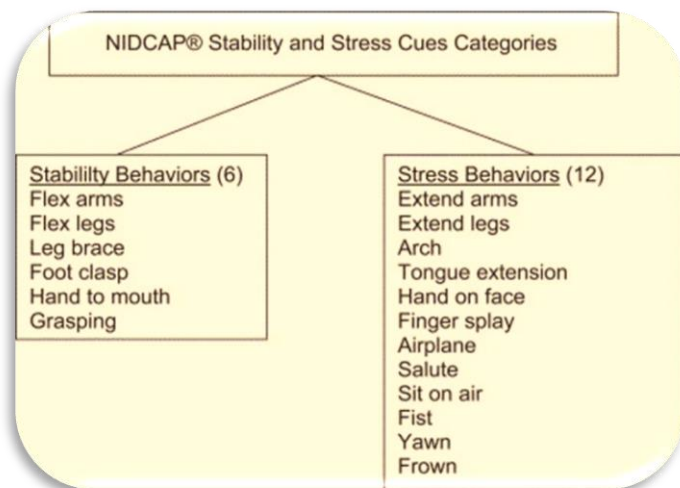 NIDCAP® Stability and Stress Cues Categories
Stabililty Behaviors (6)
Flex arms
Flex legs
Leg brace
Foot clasp
Hand to mouth
Grasping
Stress Behaviors (12)
Extend arms
Extend legs
Arch
Tongue extension
Hand on face
Finger splay
Airplane
Salute
Sit on air
Fist
Yawn
Frown